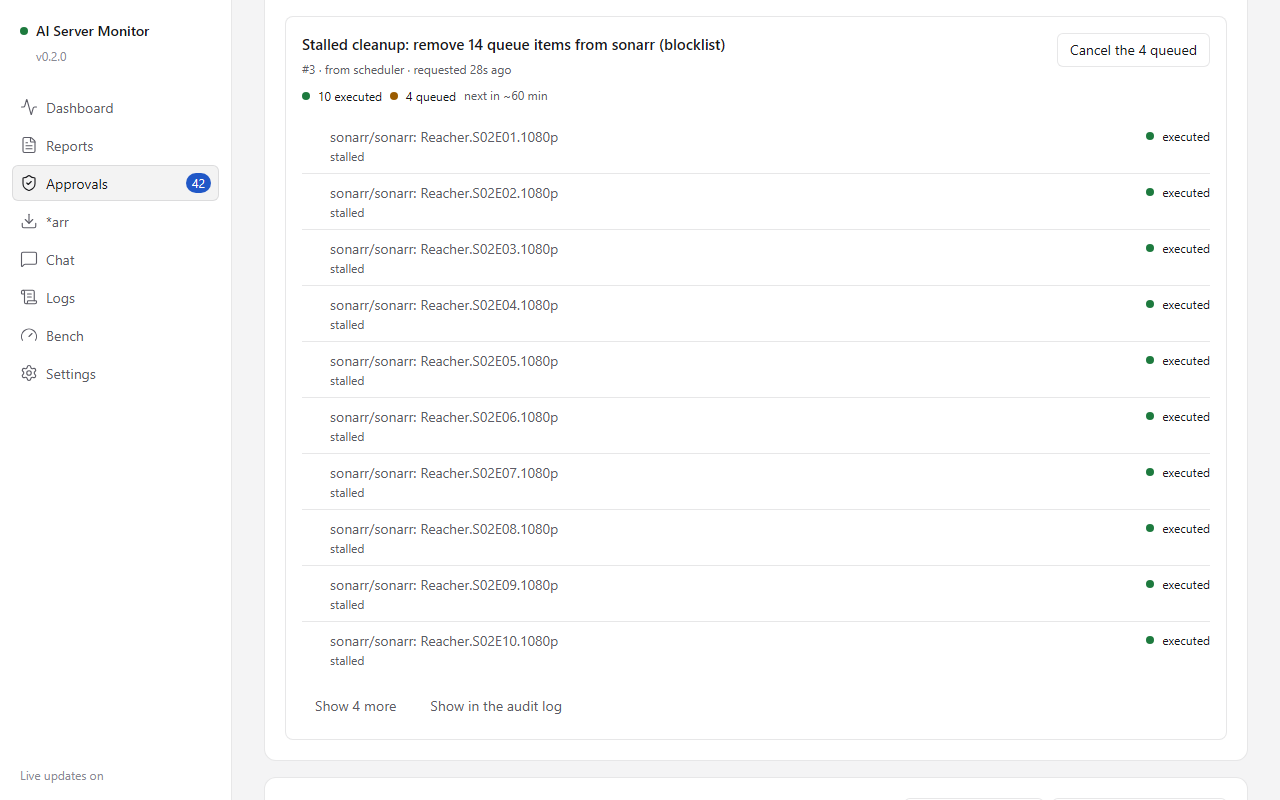 AI Server Monitor
v0.2.0
Dashboard
Reports
Approvals 42
*arr
Chat
Logs
Bench
Settings
Live updates on
Stalled cleanup: remove 14 queue items from sonarr (blocklist)
Cancel the 4 queued
#3 · from scheduler · requested 28s ago
10 executed 4 queued next in ~60 min
sonarr/sonarr: Reacher.S02E01.1080p executed
stalled
sonarr/sonarr: Reacher.S02E02.1080p executed
stalled
sonarr/sonarr: Reacher.S02E03.1080p executed
stalled
sonarr/sonarr: Reacher.S02E04.1080p executed
stalled
sonarr/sonarr: Reacher.S02E05.1080p executed
stalled
sonarr/sonarr: Reacher.S02E06.1080p executed
stalled
sonarr/sonarr: Reacher.S02E07.1080p executed
stalled
sonarr/sonarr: Reacher.S02E08.1080p executed
stalled
sonarr/sonarr: Reacher.S02E09.1080p executed
stalled
sonarr/sonarr: Reacher.S02E10.1080p executed
stalled
Show 4 more Show in the audit log